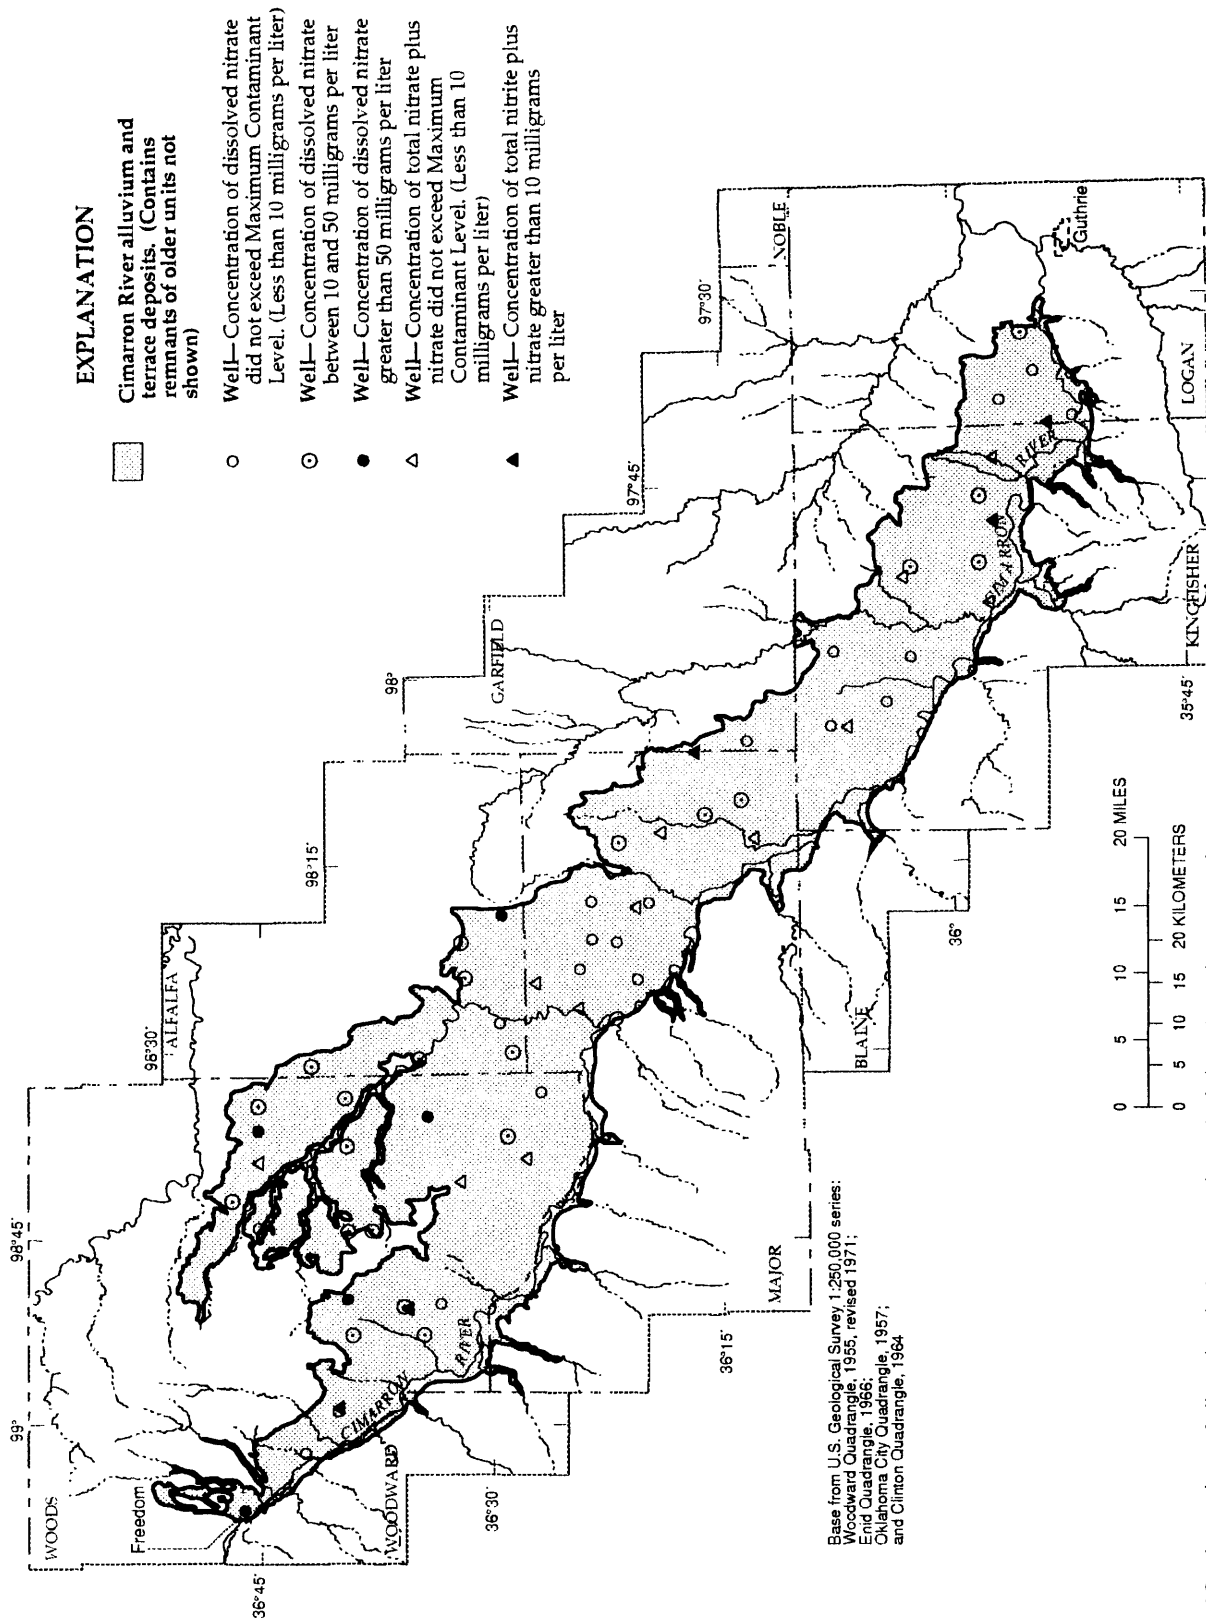 EXPLANATION
Cimarron River alluvium and
terrace deposits. (Contains
remnants of older units not
shown)
Well—Concentration of dissolved nitrate
did not exceed Maximum Contaminant
Level. (Less than 10 milligrams per liter)
Well—Concentration of dissolved nitrate
between 10 and 50 milligrams per liter
Well—Concentration of dissolved nitrate
greater than 50 milligrams per liter
Well—Concentration of total nitrate plus
nitrate did not exceed Maximum
Contaminant Level. (Less than 10
milligrams per liter)
Well—Concentration of total nitrite plus
nitrate greater than 10 milligrams
per liter
WOODS
99°
98°45'
98°30'
ALFALFA
98°15'
98°
GARFIELD
97°45'
97°30'
NOBLE
Freedom
36°45'
WOODWARD
CIMARRON
RIVER
36°30'
MAJOR
36°15'
BLAINE
36°
CIMARRON
RIVER
KINGFISHER
35°45'
LOGAN
Guthrie
0 5 10 15 20 MILES
0 5 10 15 20 KILOMETERS
Base from U.S. Geological Survey 1:250,000 series:
Woodward Quadrangle, 1955, revised 1971;
Enid Quadrangle, 1966;
Oklahoma City Quadrangle, 1957;
and Clinton Quadrangle, 1964